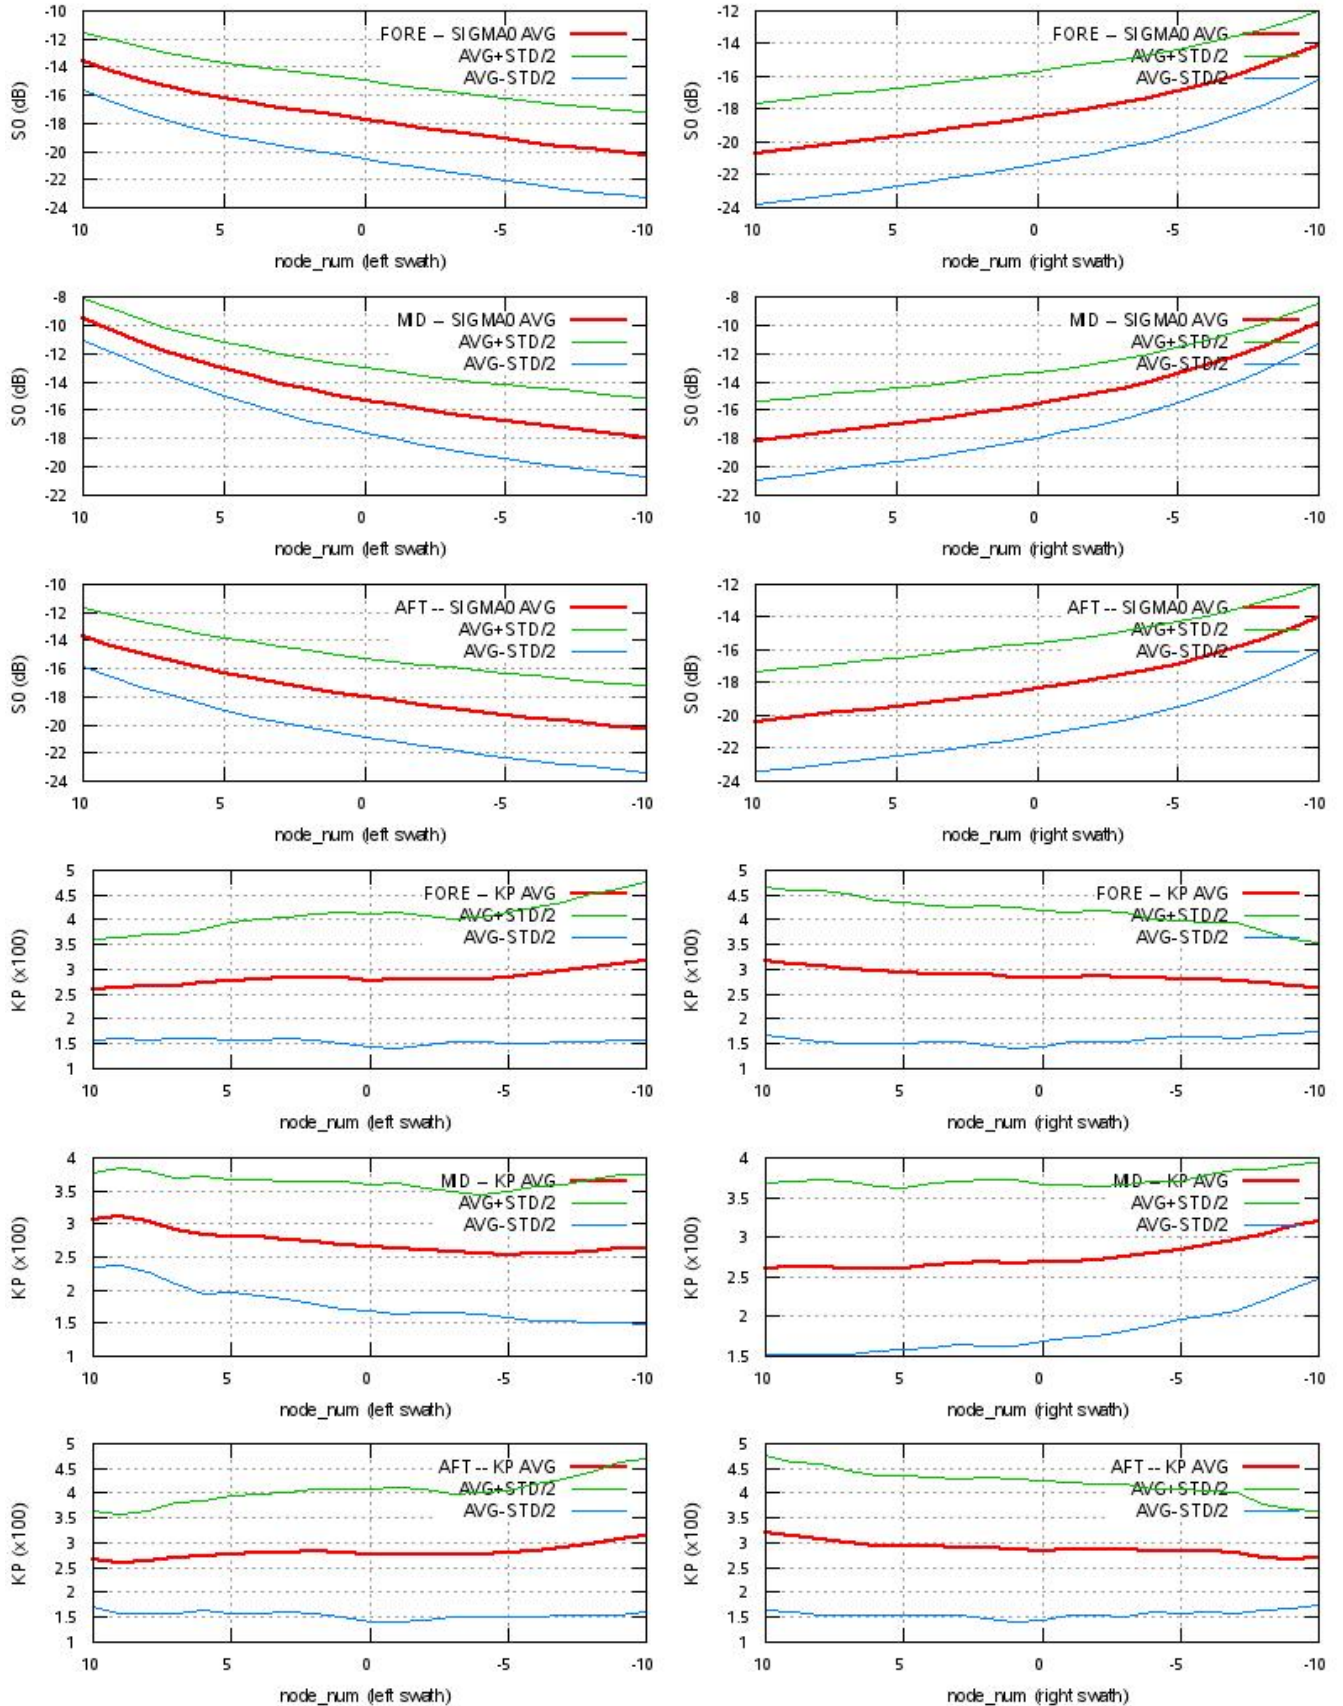 -10
-12
-14
-16
-18
-20
-22
-24
S0 (dB)
FORE – SIGMA0 AVG
AVG+STD/2
AVG-STD/2
10 5 0 -5 -10
node_num (left swath)
-12
-14
-16
-18
-20
-22
-24
S0 (dB)
FORE – SIGMA0 AVG
AVG+STD/2
AVG-STD/2
10 5 0 -5 -10
node_num (right swath)
-8
-10
-12
-14
-16
-18
-20
-22
S0 (dB)
MID – SIGMA0 AVG
AVG+STD/2
AVG-STD/2
10 5 0 -5 -10
node_num (left swath)
-8
-10
-12
-14
-16
-18
-20
-22
S0 (dB)
MID – SIGMA0 AVG
AVG+STD/2
AVG-STD/2
10 5 0 -5 -10
node_num (right swath)
-10
-12
-14
-16
-18
-20
-22
-24
S0 (dB)
AFT -- SIGMA0 AVG
AVG+STD/2
AVG-STD/2
10 5 0 -5 -10
node_num (left swath)
-12
-14
-16
-18
-20
-22
-24
S0 (dB)
AFT -- SIGMA0 AVG
AVG+STD/2
AVG-STD/2
10 5 0 -5 -10
node_num (right swath)
5
4.5
4
3.5
3
2.5
2
1.5
1
KP (x100)
FORE – KP AVG
AVG+STD/2
AVG-STD/2
10 5 0 -5 -10
node_num (left swath)
5
4.5
4
3.5
3
2.5
2
1.5
1
KP (x100)
FORE – KP AVG
AVG+STD/2
AVG-STD/2
10 5 0 -5 -10
node_num (right swath)
4
3.5
3
2.5
2
1.5
1
KP (x100)
MID – KP AVG
AVG+STD/2
AVG-STD/2
10 5 0 -5 -10
node_num (left swath)
4
3.5
3
2.5
2
1.5
KP (x100)
MID – KP AVG
AVG+STD/2
AVG-STD/2
10 5 0 -5 -10
node_num (right swath)
5
4.5
4
3.5
3
2.5
2
1.5
1
KP (x100)
AFT -- KP AVG
AVG+STD/2
AVG-STD/2
10 5 0 -5 -10
node_num (left swath)
5
4.5
4
3.5
3
2.5
2
1.5
1
KP (x100)
AFT -- KP AVG
AVG+STD/2
AVG-STD/2
10 5 0 -5 -10
node_num (right swath)